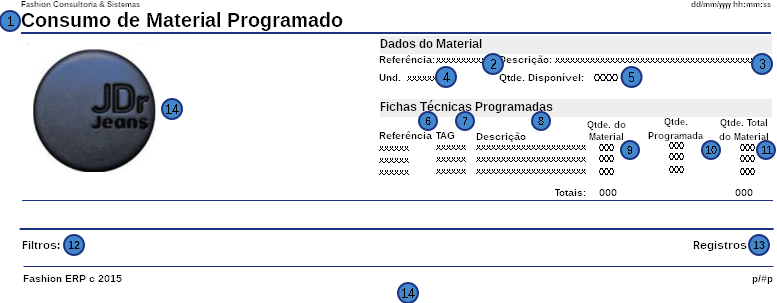 Fashion Consultoria & Sistemas dd/mm/yyyy hh:mm:ss
1 Consumo de Material Programado
Dados do Material
Referência: xxxxxxxxxx 2 Descrição: xxxxxxxxxxxxxxxxxxxxxxxxxxxxxxxxxxxxxxxx 3
Und. xxxxxx 4 Qtde. Disponível: 0000 5
JDr
Jeans
14
Fichas Técnicas Programadas
6 7 8
Referência TAG Descrição Qtde. do Material Qtde. Programada Qtde. Total do Material
xxxxxx xxxxxx xxxxxxxxxxxxxxxxxxxxxx 000 000 000
xxxxxx xxxxxx xxxxxxxxxxxxxxxxxxxxxx 000 9 000 10 000 11
xxxxxx xxxxxx xxxxxxxxxxxxxxxxxxxxxx 000 000 000
Totais: 000 000
Filtros: 12 Registros 13
Fashion ERP c 2015 p/#p
14